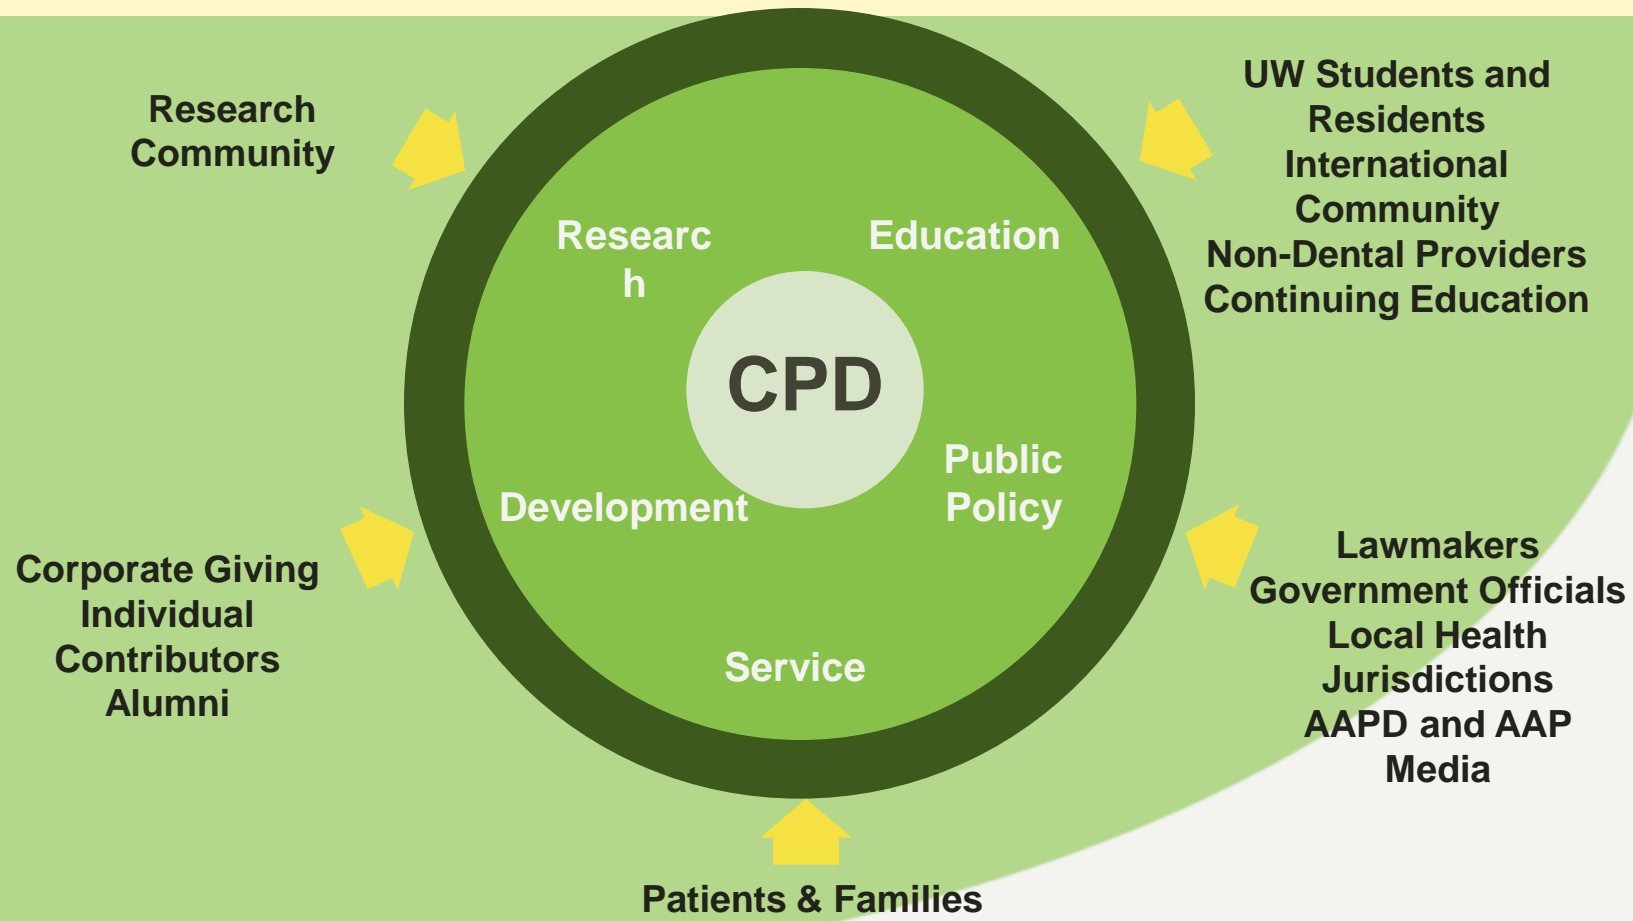 Research
Community
UW Students and
Residents
International
Community
Non-Dental Providers
Continuing Education
Researc
h
Education
CPD
Development
Public
Policy
Service
Corporate Giving
Individual
Contributors
Alumni
Lawmakers
Government Officials
Local Health
Jurisdictions
AAPD and AAP
Media
Patients & Families